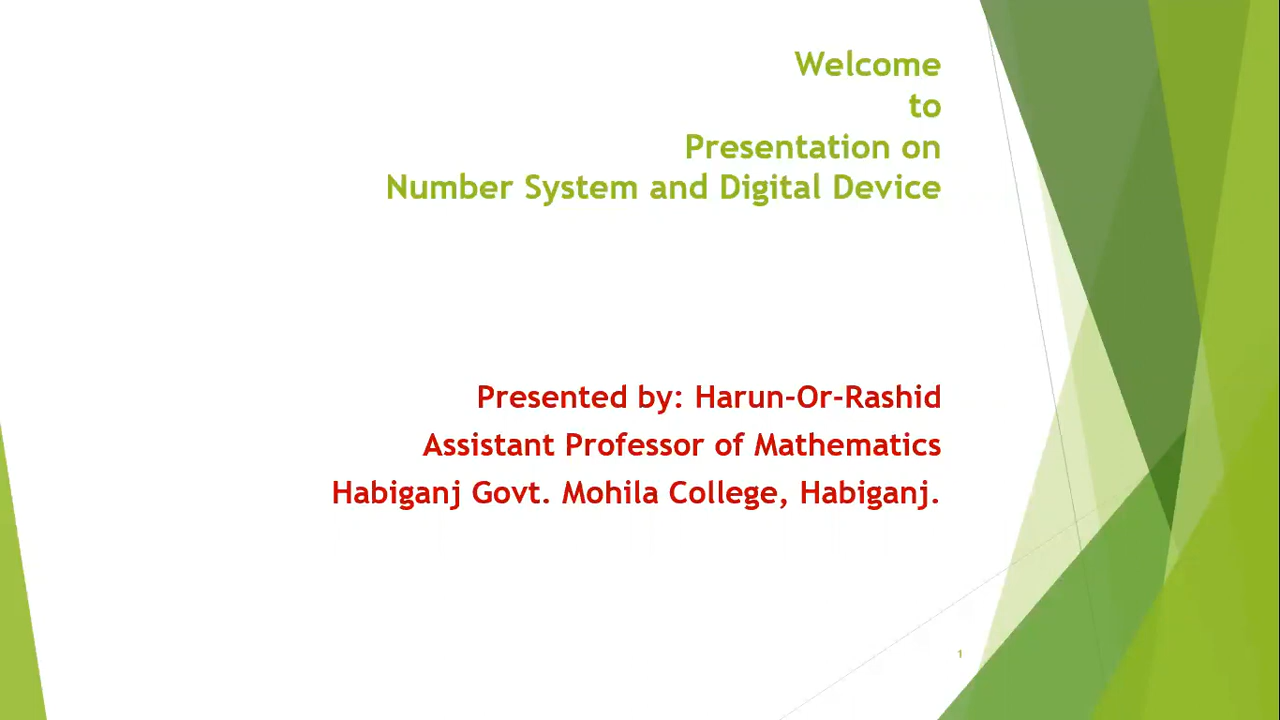 Welcome
to
Presentation on
Number System and Digital Device
Presented by: Harun-Or-Rashid
Assistant Professor of Mathematics
Habiganj Govt. Mohila College, Habiganj.
1